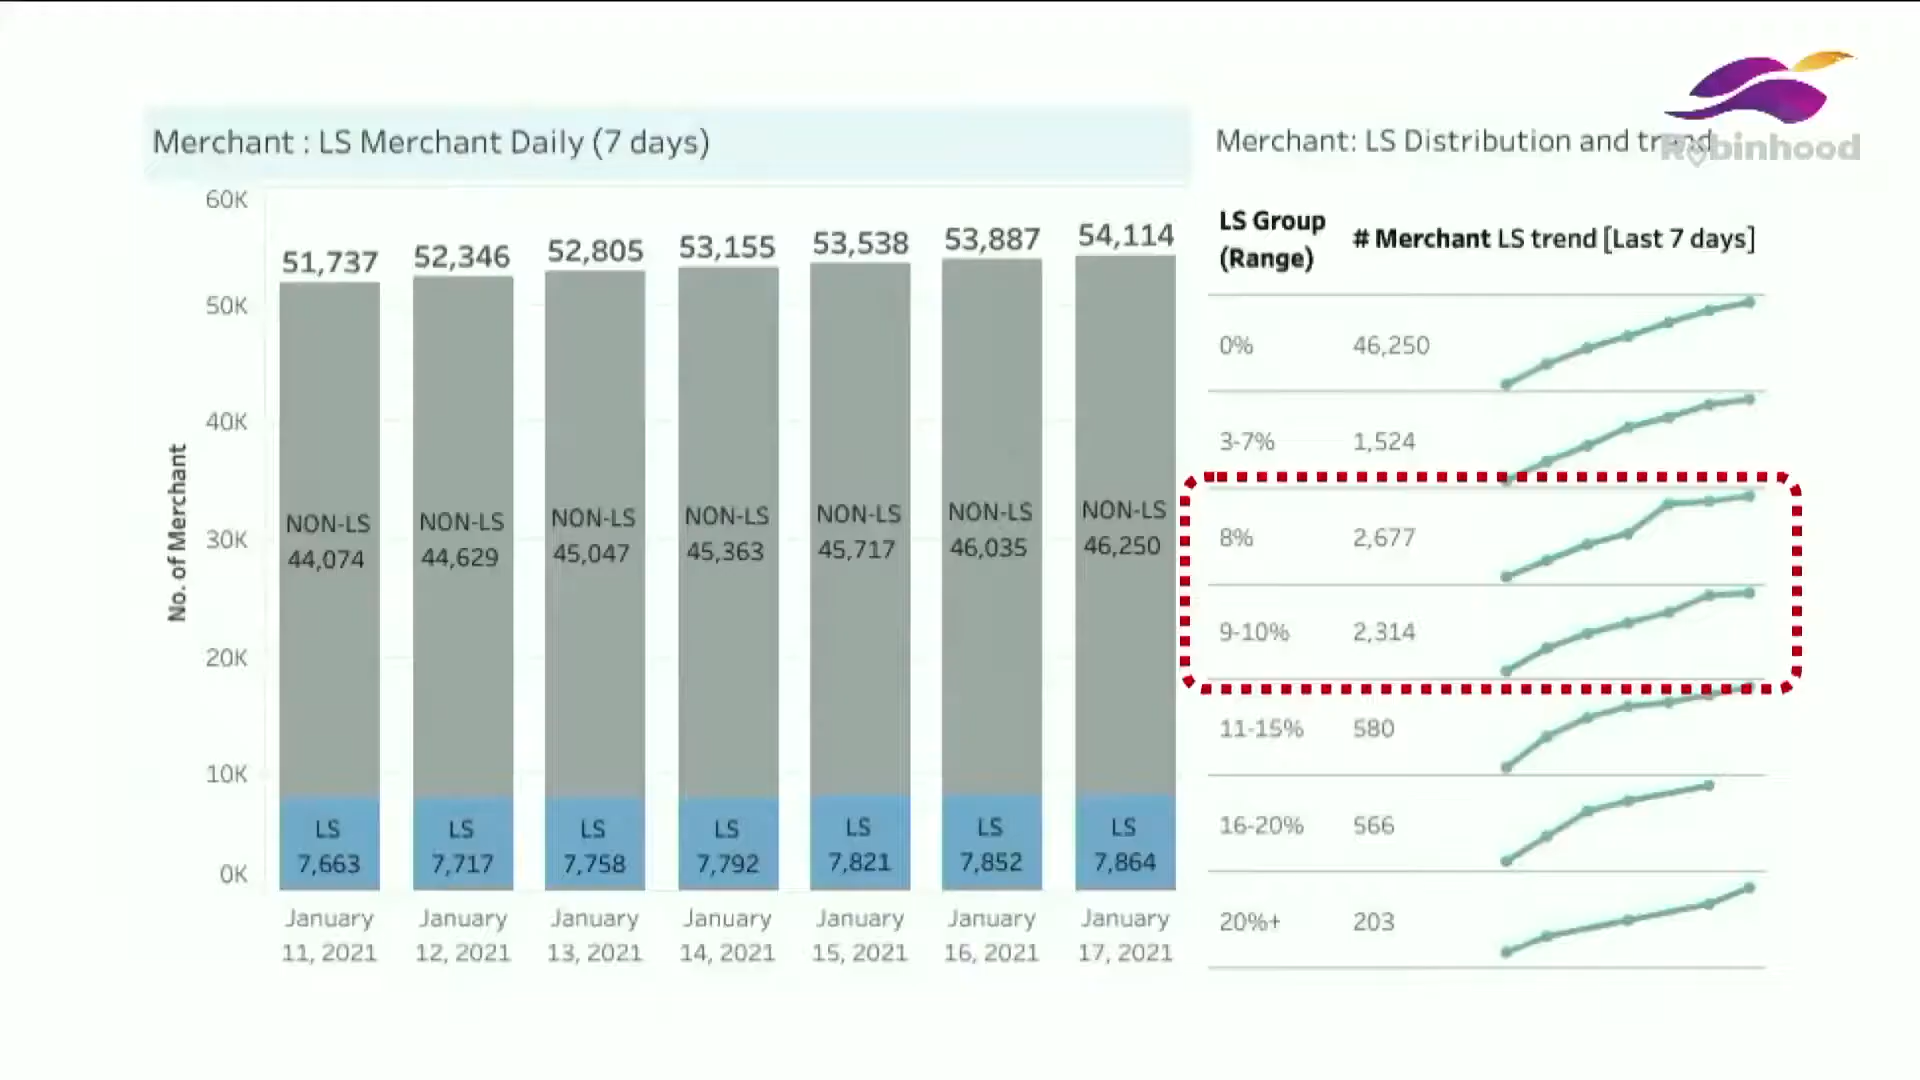 Merchant : LS Merchant Daily (7 days)
60K
50K
40K
30K
20K
10K
0K
No. of Merchant
51,737
52,346
52,805
53,155
53,538
53,887
54,114
NON-LS
44,074
NON-LS
44,629
NON-LS
45,047
NON-LS
45,363
NON-LS
45,717
NON-LS
46,035
NON-LS
46,250
LS
7,663
LS
7,717
LS
7,758
LS
7,792
LS
7,821
LS
7,852
LS
7,864
January
11, 2021
January
12, 2021
January
13, 2021
January
14, 2021
January
15, 2021
January
16, 2021
January
17, 2021
Merchant: LS Distribution and trend
Robinhood
LS Group
(Range)
# Merchant LS trend [Last 7 days]
0% 46,250
3-7% 1,524
8% 2,677
9-10% 2,314
11-15% 580
16-20% 566
20%+ 203